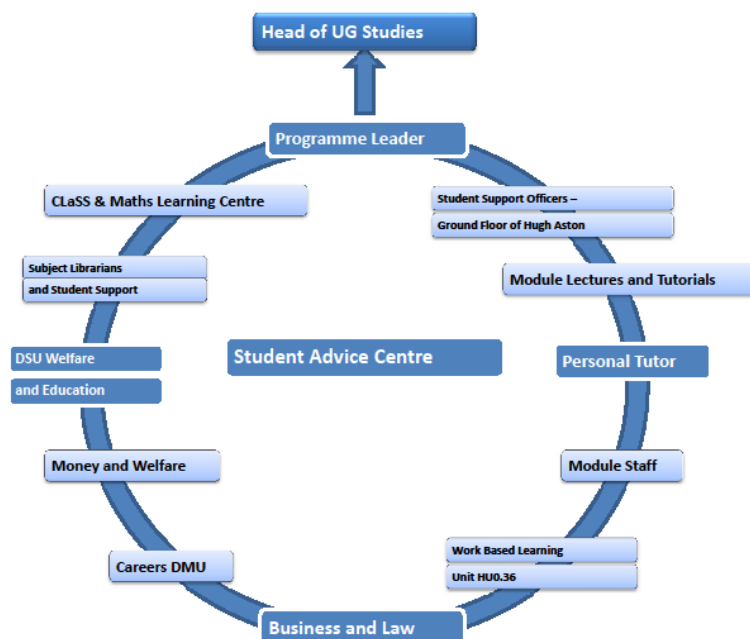 Head of UG Studies
Programme Leader
CLaSS & Maths Learning Centre
Student Support Officers –
Ground Floor of Hugh Aston
Subject Librarians
and Student Support
Module Lectures and Tutorials
DSU Welfare
and Education
Student Advice Centre
Personal Tutor
Money and Welfare
Module Staff
Careers DMU
Work Based Learning
Unit HU0.36
Business and Law